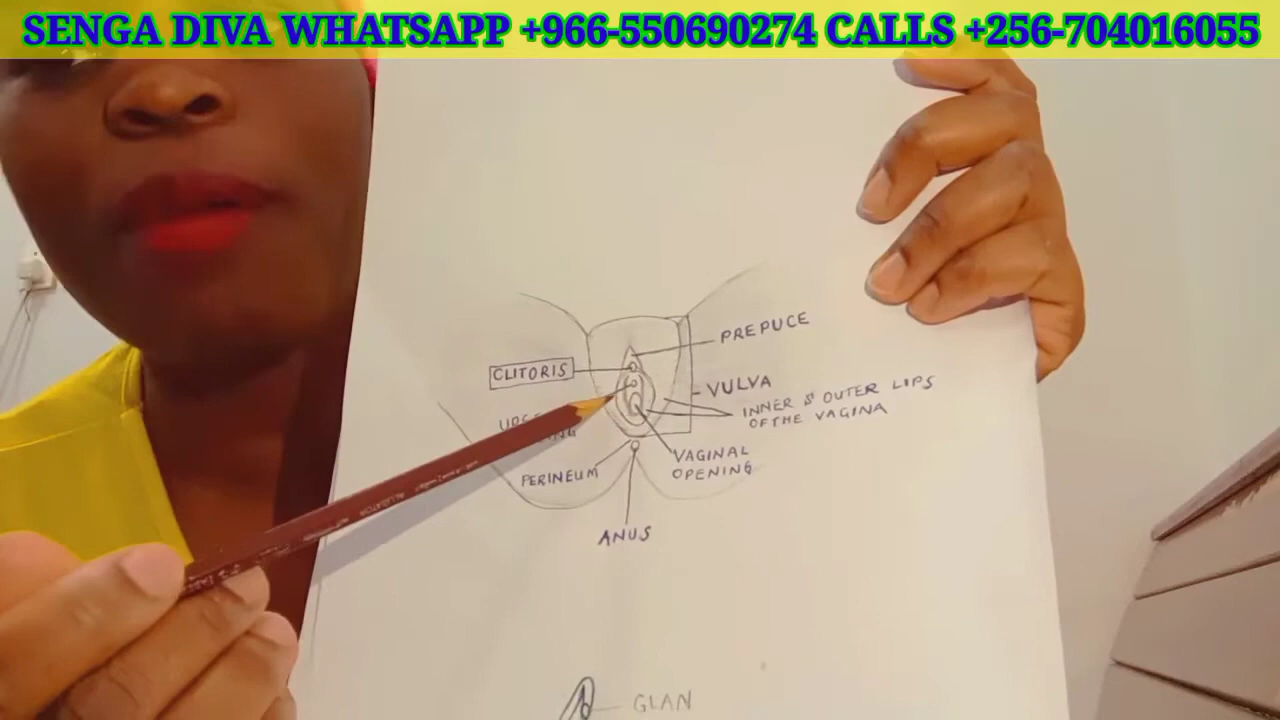 SENGA DIVA WHATSAPP +966-550690274 CALLS +256-704016055
PREPUCE
CLITORIS
VULVA
INNER & OUTER LIPS
OF THE VAGINA
VAGINAL
OPENING
PERINEUM
ANUS
GLAN